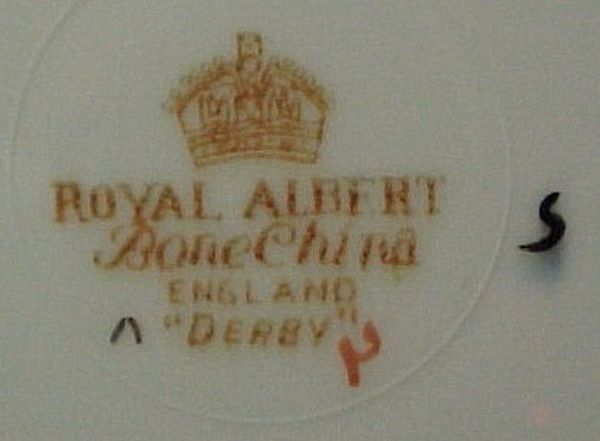 ROYAL ALBERT
Bone China
ENGLAND
"DERBY"
S